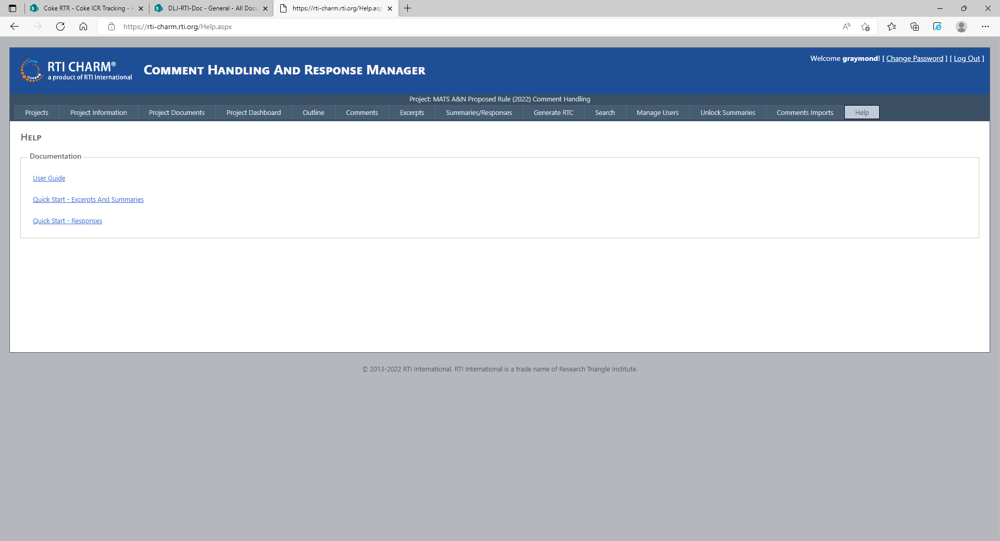 Coke RTR - Coke ICR Tracking -
DLJ-RTI-Doc - General - All Docu
https://rti-charm.rti.org/Help.asp
https://rti-charm.rti.org/Help.aspx
RTI CHARM®
a product of RTI International
Comment Handling And Response Manager
Welcome graymond! [ Change Password ] [ Log Out ]
Project: MATS A&N Proposed Rule (2022) Comment Handling
Projects Project Information Project Documents Project Dashboard Outline Comments Excerpts Summaries/Responses Generate RTC Search Manage Users Unlock Summaries Comments Imports Help
Help
Documentation
User Guide
Quick Start - Excerpts And Summaries
Quick Start - Responses
© 2013-2022 RTI International. RTI International is a trade name of Research Triangle Institute.